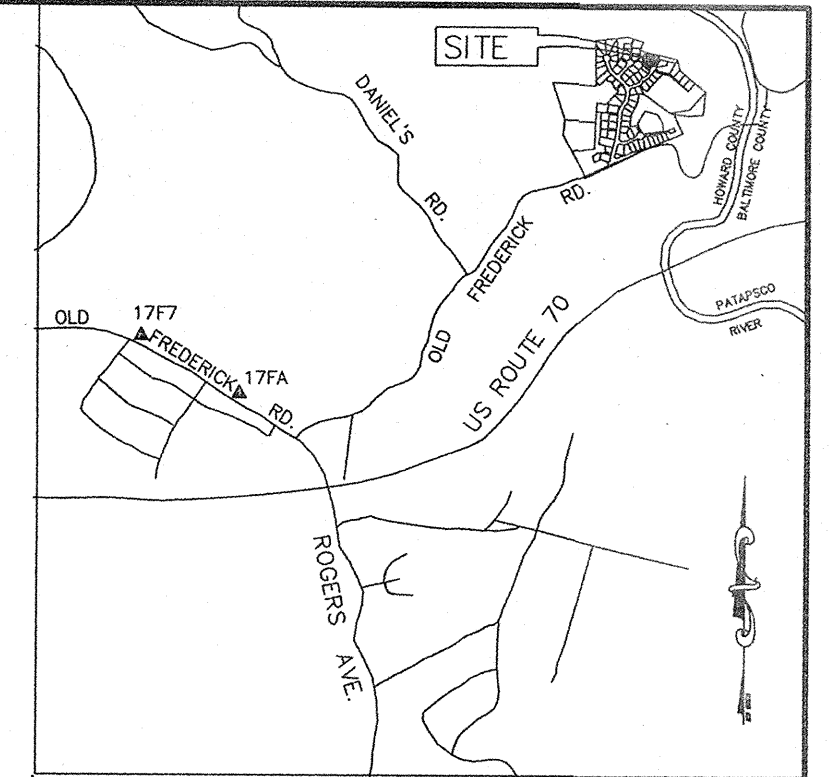 SITE
DANIEL'S
RD.
HOWARD COUNTY
BALTIMORE COUNTY
OLD
FREDERICK
RD.
US ROUTE 70
PATAPSCO
RIVER
OLD
17F7
FREDERICK
17FA
RD.
ROGERS
AVE.